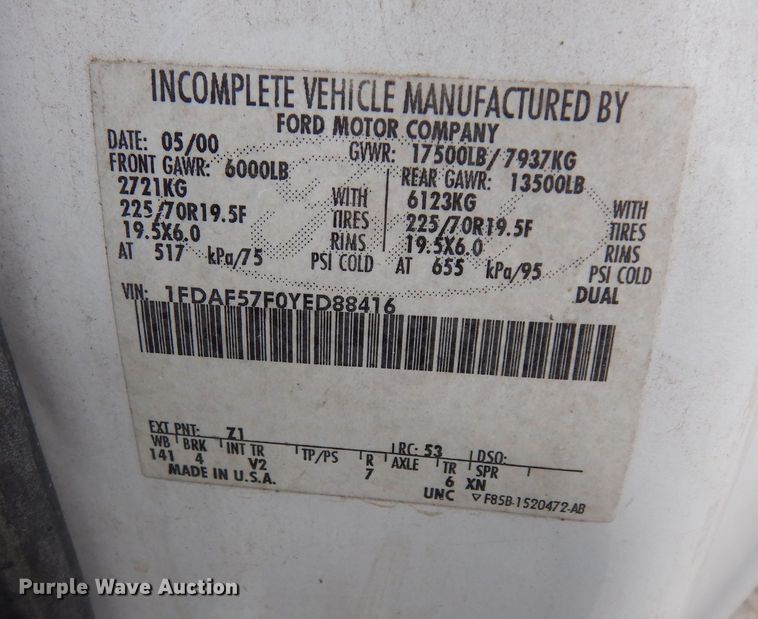 INCOMPLETE VEHICLE MANUFACTURED BY
FORD MOTOR COMPANY
DATE: 05/00 GVWR: 17500LB/ 7937KG
FRONT GAWR: 6000LB REAR GAWR: 13500LB
2721KG WITH 6123KG WITH
225/70R19.5F TIRES 225/70R19.5F TIRES
19.5X6.0 RIMS 19.5X6.0 RIMS
AT 517 kPa/75 PSI COLD AT 655 kPa/95 PSI COLD
DUAL
VIN: 1FDAF57F0YED88416
EXT PNT: Z1 RC: 53 DSO:
WB BRK INT TR TP/PS R AXLE TR SPR
141 4 V2 7 6 XN
MADE IN U.S.A. UNC ▽ F85B-1520472-AB
Purple Wave Auction